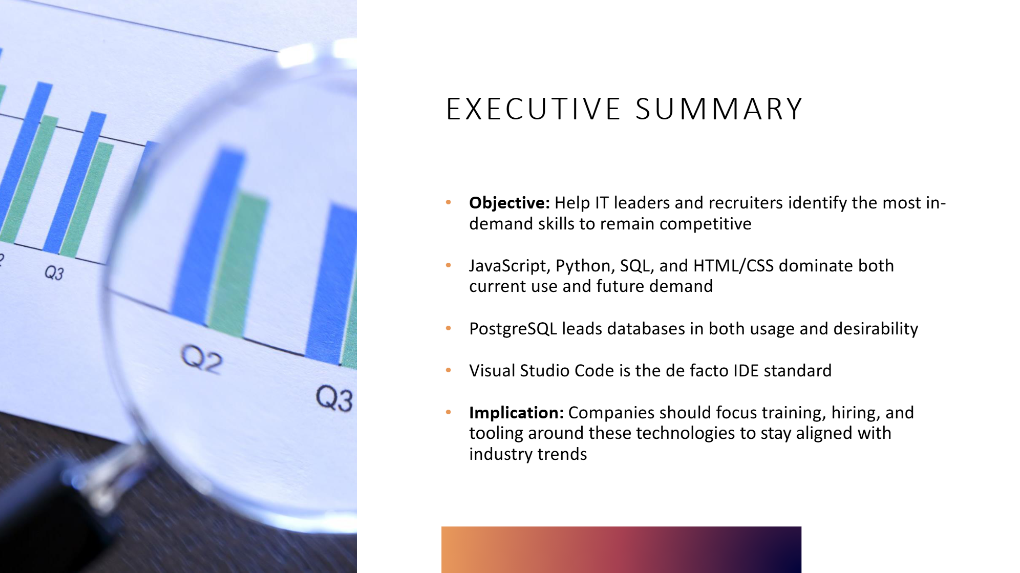 EXECUTIVE SUMMARY
• Objective: Help IT leaders and recruiters identify the most in-
demand skills to remain competitive
• JavaScript, Python, SQL, and HTML/CSS dominate both
current use and future demand
• PostgreSQL leads databases in both usage and desirability
• Visual Studio Code is the de facto IDE standard
• Implication: Companies should focus training, hiring, and
tooling around these technologies to stay aligned with
industry trends
Q3
Q2
Q3